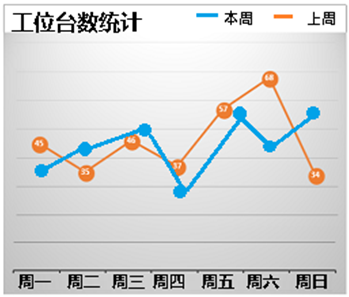 工位台数统计
本周 上周
45 35 46 37 57 68 34
周一 周二 周三 周四 周五 周六 周日